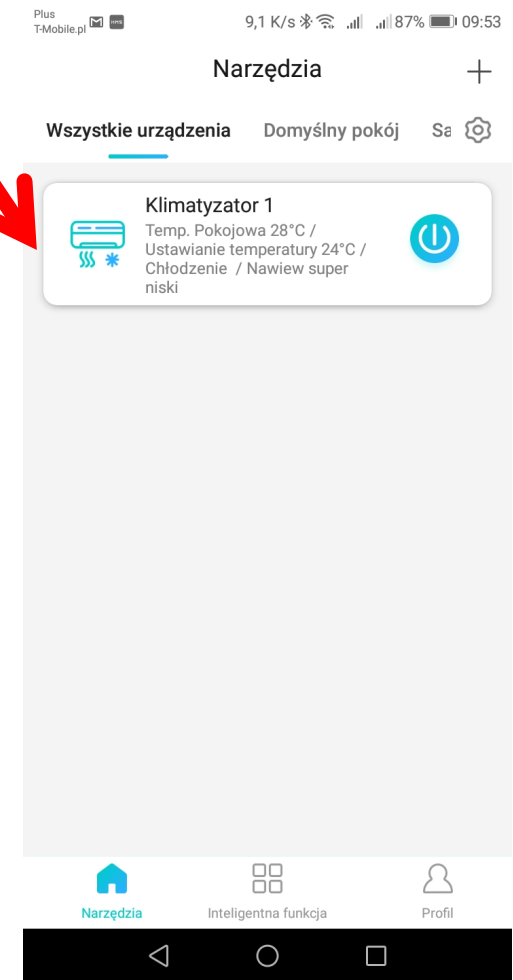 Plus
T-Mobile.pl
9,1 K/s 87% 09:53
Narzędzia
Wszystkie urządzenia Domyślny pokój Sa
Klimatyzator 1
Temp. Pokojowa 28°C /
Ustawianie temperatury 24°C /
Chłodzenie / Nawiew super
niski
Narzędzia Inteligentna funkcja Profil